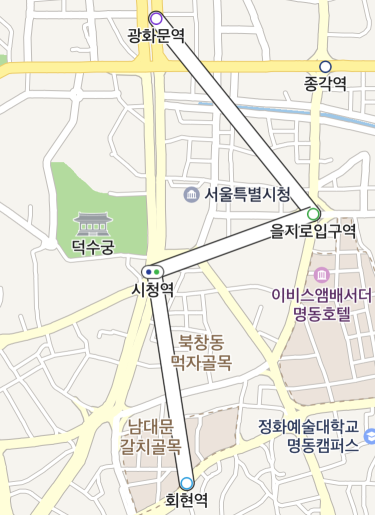 광화문역
종각역
서울특별시청
을지로입구역
덕수궁
시청역
이비스앰배서더
명동호텔
북창동
먹자골목
남대문
갈치골목
정화예술대학교
명동캠퍼스
회현역